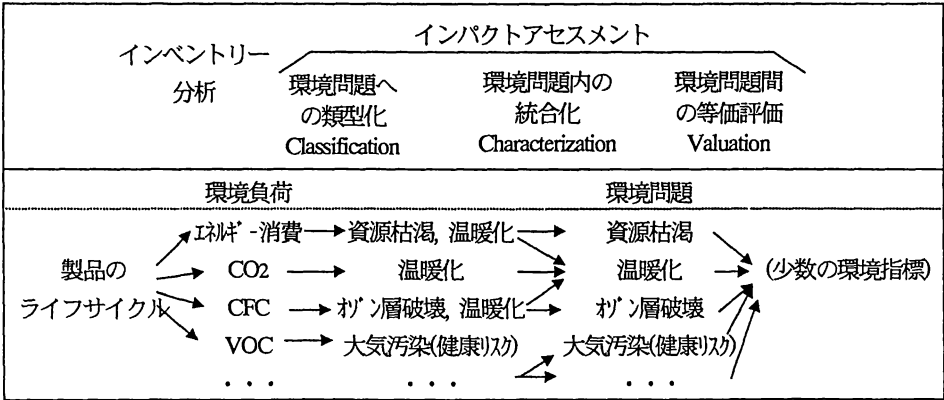 インパクトアセスメント
インベントリー
分析
環境問題へ
の類型化
Classification
環境問題内の
統合化
Characterization
環境問題間
の等価評価
Valuation
環境負荷
環境問題
エネルギ-消費
資源枯渇, 温暖化
資源枯渇
製品の
ライフサイクル
CO2
温暖化
温暖化
(少数の環境指標)
CFC
オゾン層破壊, 温暖化
オゾン層破壊
VOC
大気汚染(健康リスク)
大気汚染(健康リスク)
・・・
・・・
・・・